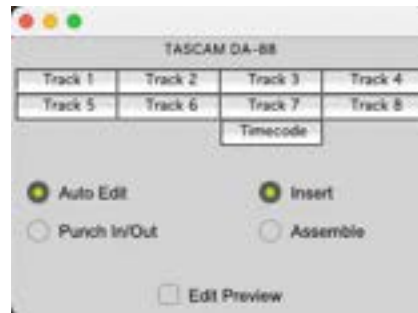 TASCAM DA-88
Track 1 Track 2 Track 3 Track 4
Track 5 Track 6 Track 7 Track 8
Timecode
Auto Edit Insert
Punch In/Out Assemble
Edit Preview